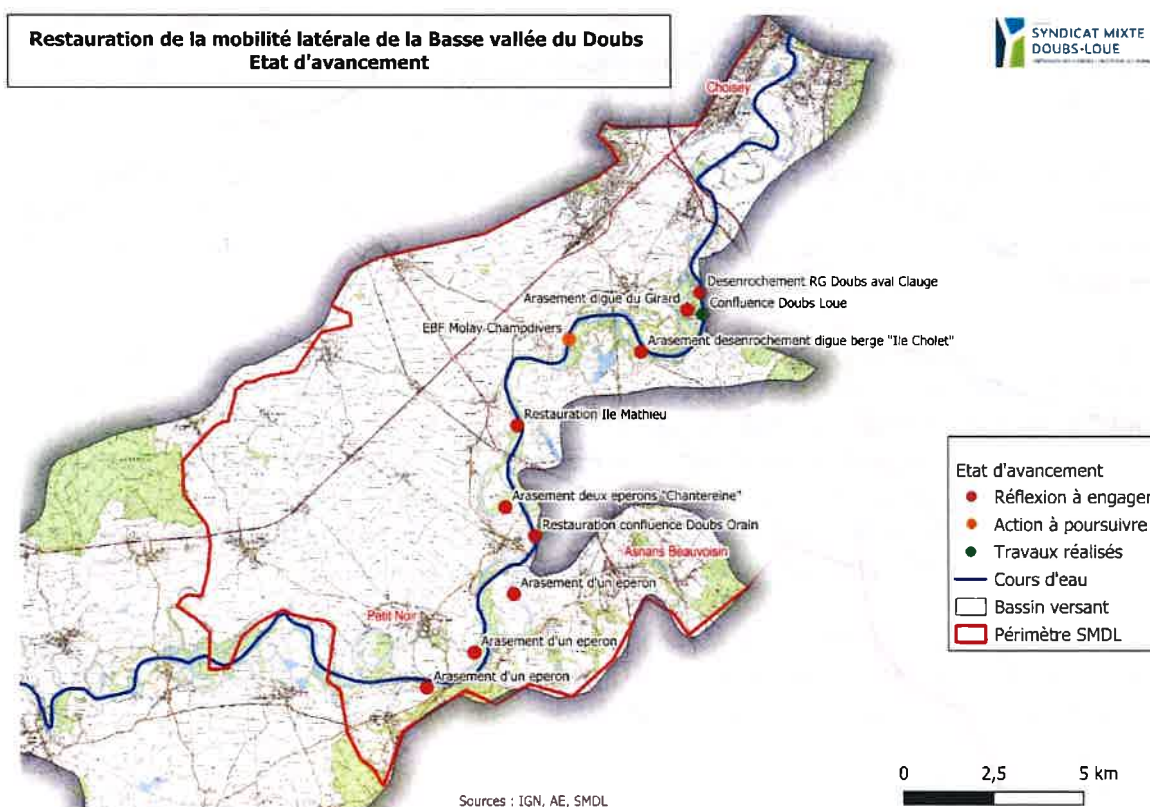 Restauration de la mobilité latérale de la Basse vallée du Doubs
Etat d'avancement
SYNDICAT MIXTE
DOUBS-LOUE
Choisey
Desenrochement RG Doubs aval Clauge
Arasement digue du Girard
Confluence Doubs Loue
EBF Molay-Champdivers
Arasement desenrochement digue berge "Ile Cholet"
Restauration Ile Mathieu
Arasement deux eperons "Chantereine"
Restauration confluence Doubs Orain
Asnans Beauvoisin
Arasement d'un eperon
Petit Noir
Arasement d'un eperon
Arasement d'un eperon
Etat d'avancement
Réflexion à engager
Action à poursuivre
Travaux réalisés
Cours d'eau
Bassin versant
Périmètre SMDL
0 2,5 5 km
Sources : IGN, AE, SMDL